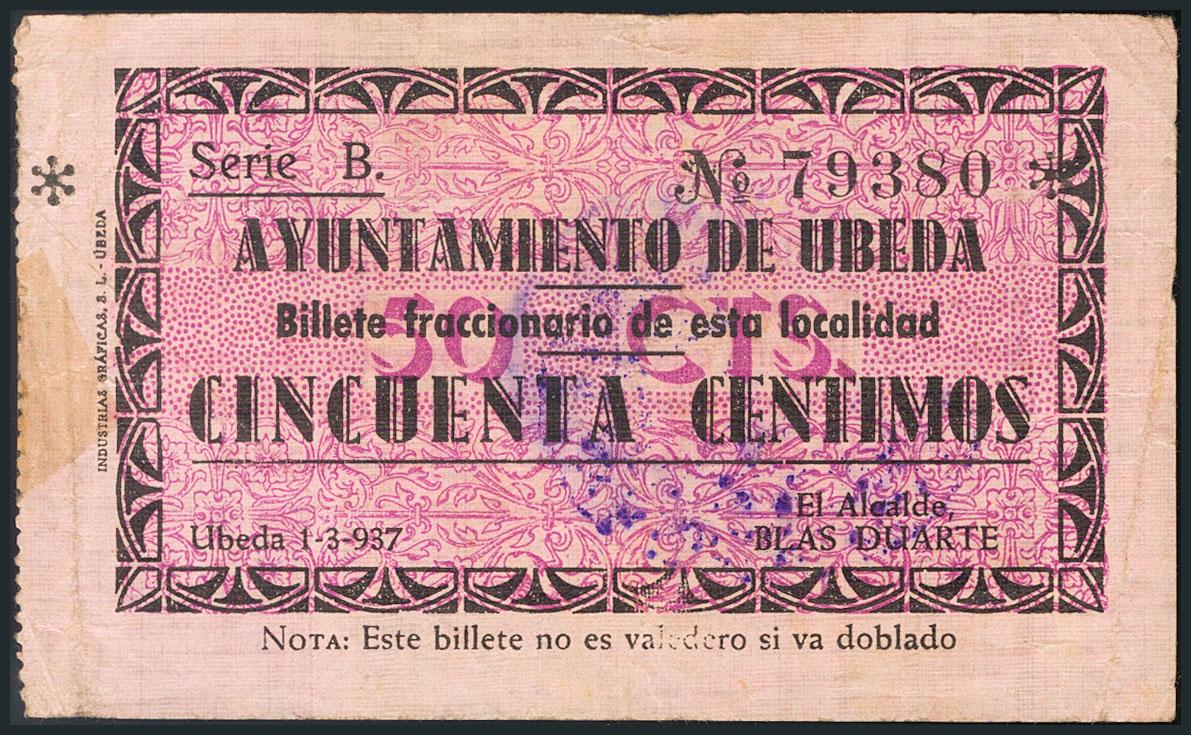 Serie B.
Nº 79380
AYUNTAMIENTO DE UBEDA
Billete fraccionario de esta localidad
50 CTS.
CINCUENTA CENTIMOS
Ubeda 1-3-937
El Alcalde,
BLAS DUARTE
NOTA: Este billete no es valedero si va doblado
INDUSTRIAS GRÁFICAS, S. L. - ÚBEDA